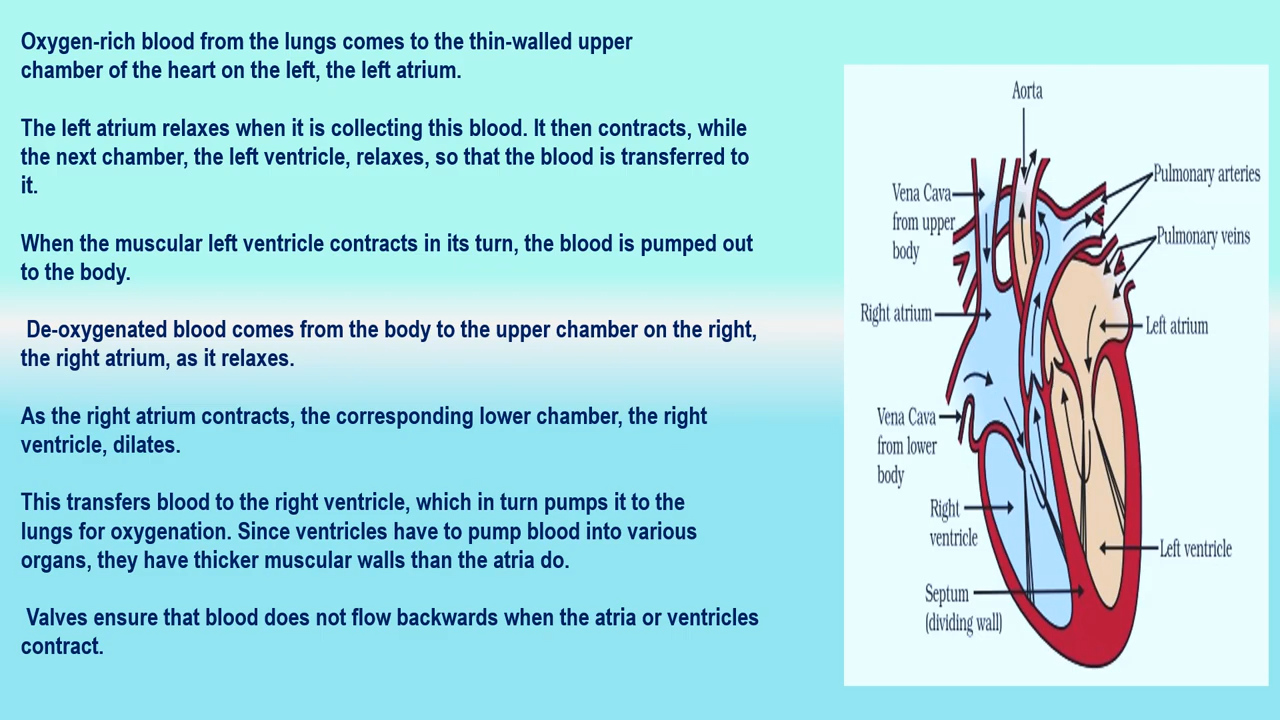 Oxygen-rich blood from the lungs comes to the thin-walled upper
chamber of the heart on the left, the left atrium.
The left atrium relaxes when it is collecting this blood. It then contracts, while
the next chamber, the left ventricle, relaxes, so that the blood is transferred to
it.
When the muscular left ventricle contracts in its turn, the blood is pumped out
to the body.
De-oxygenated blood comes from the body to the upper chamber on the right,
the right atrium, as it relaxes.
As the right atrium contracts, the corresponding lower chamber, the right
ventricle, dilates.
This transfers blood to the right ventricle, which in turn pumps it to the
lungs for oxygenation. Since ventricles have to pump blood into various
organs, they have thicker muscular walls than the atria do.
Valves ensure that blood does not flow backwards when the atria or ventricles
contract.
Aorta
Pulmonary arteries
Vena Cava
from upper
body
Pulmonary veins
Right atrium
Left atrium
Vena Cava
from lower
body
Right
ventricle
Left ventricle
Septum
(dividing wall)